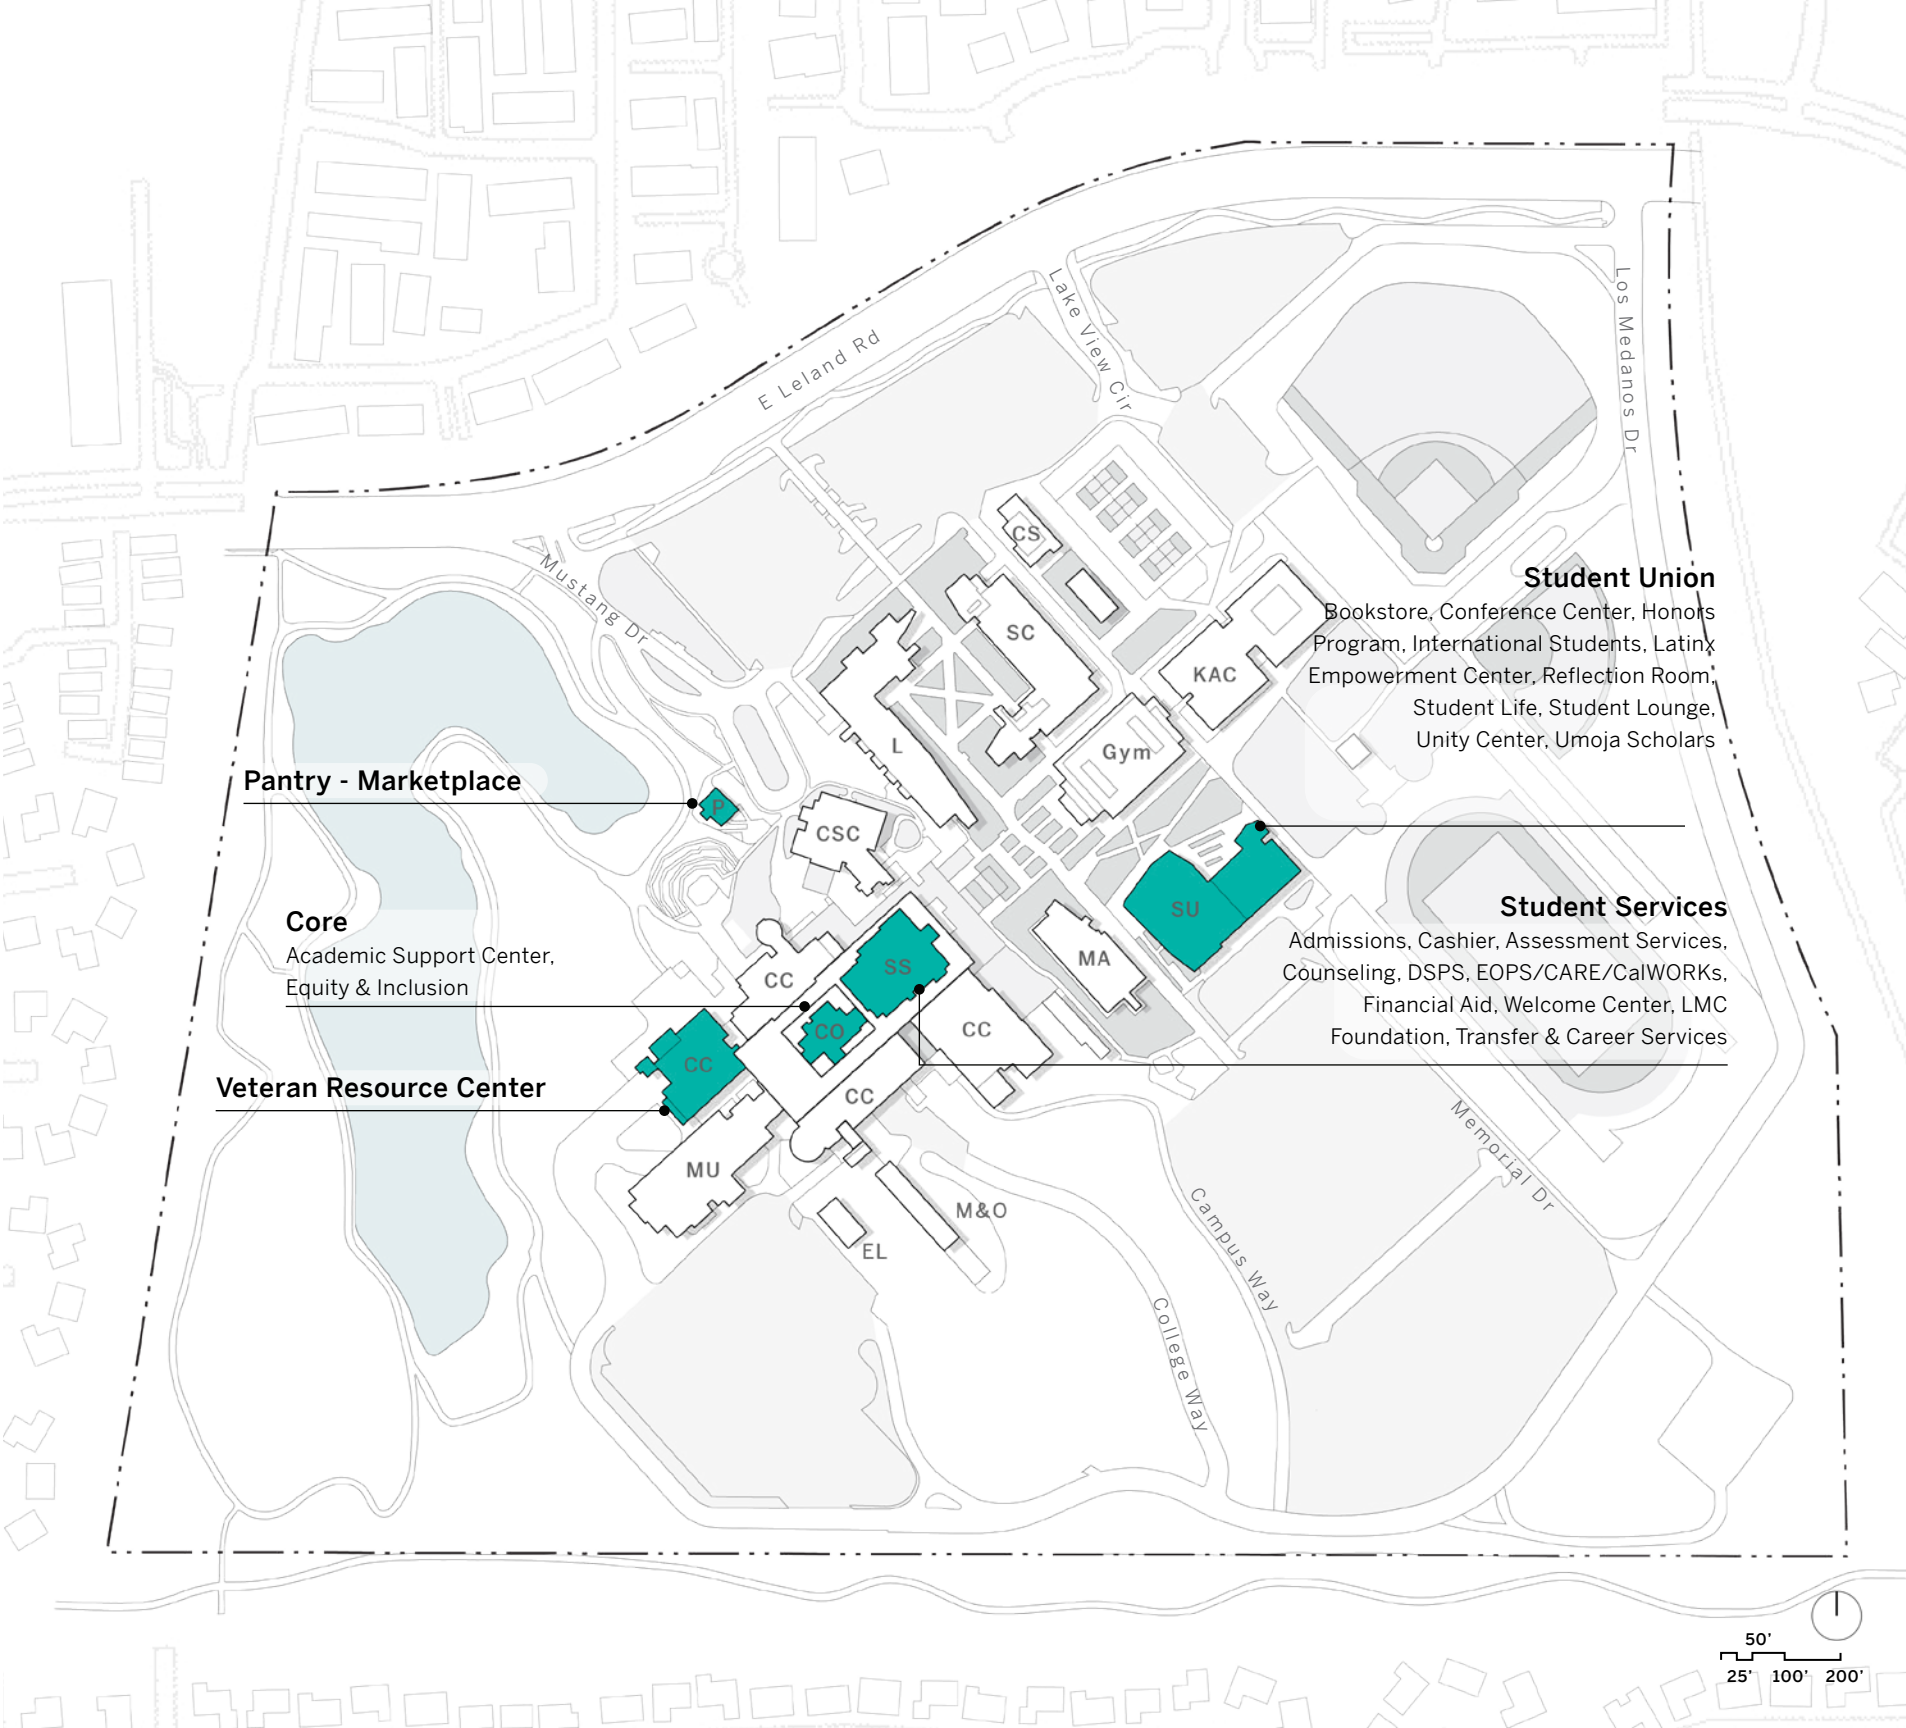 E Leland Rd
Lake View Cir
Los Medanos Dr
Mustang Dr
CS
SC
KAC
L
Gym
Student Union
Bookstore, Conference Center, Honors
Program, International Students, Latinx
Empowerment Center, Reflection Room,
Student Life, Student Lounge,
Unity Center, Umoja Scholars
Pantry - Marketplace
P
CSC
SU
Core
Academic Support Center,
Equity & Inclusion
CC
SS
MA
Student Services
Admissions, Cashier, Assessment Services,
Counseling, DSPS, EOPS/CARE/CalWORKs,
Financial Aid, Welcome Center, LMC
Foundation, Transfer & Career Services
CO
CC
CC
Veteran Resource Center
CC
MU
M&O
EL
Memorial Dr
Campus Way
College Way
50'
25' 100' 200'